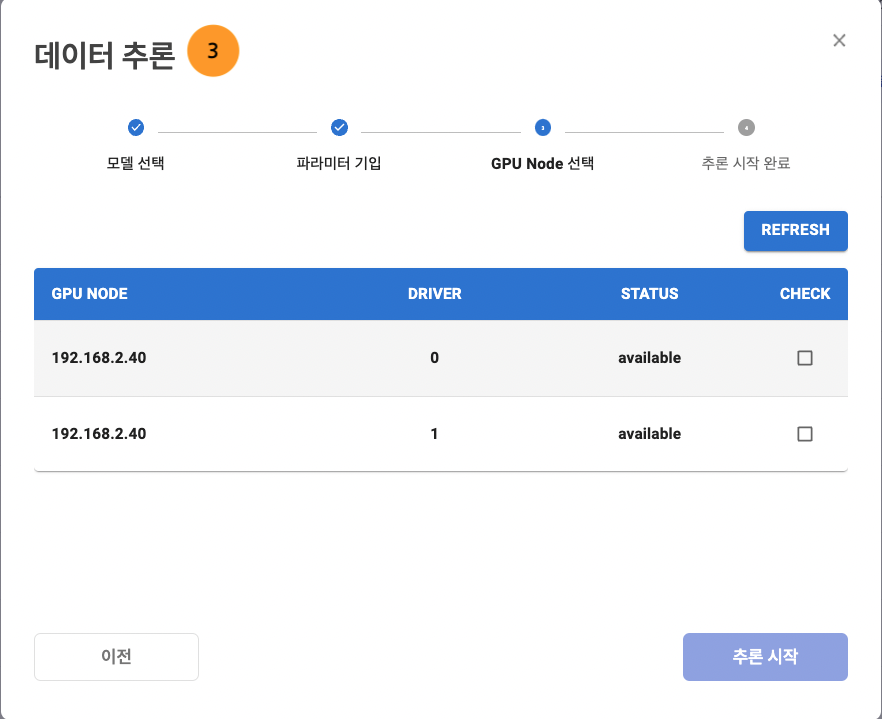 데이터 추론 3
×
3 4
모델 선택 파라미터 기입 GPU Node 선택 추론 시작 완료
REFRESH
GPU NODE DRIVER STATUS CHECK
192.168.2.40 0 available
192.168.2.40 1 available
이전 추론 시작